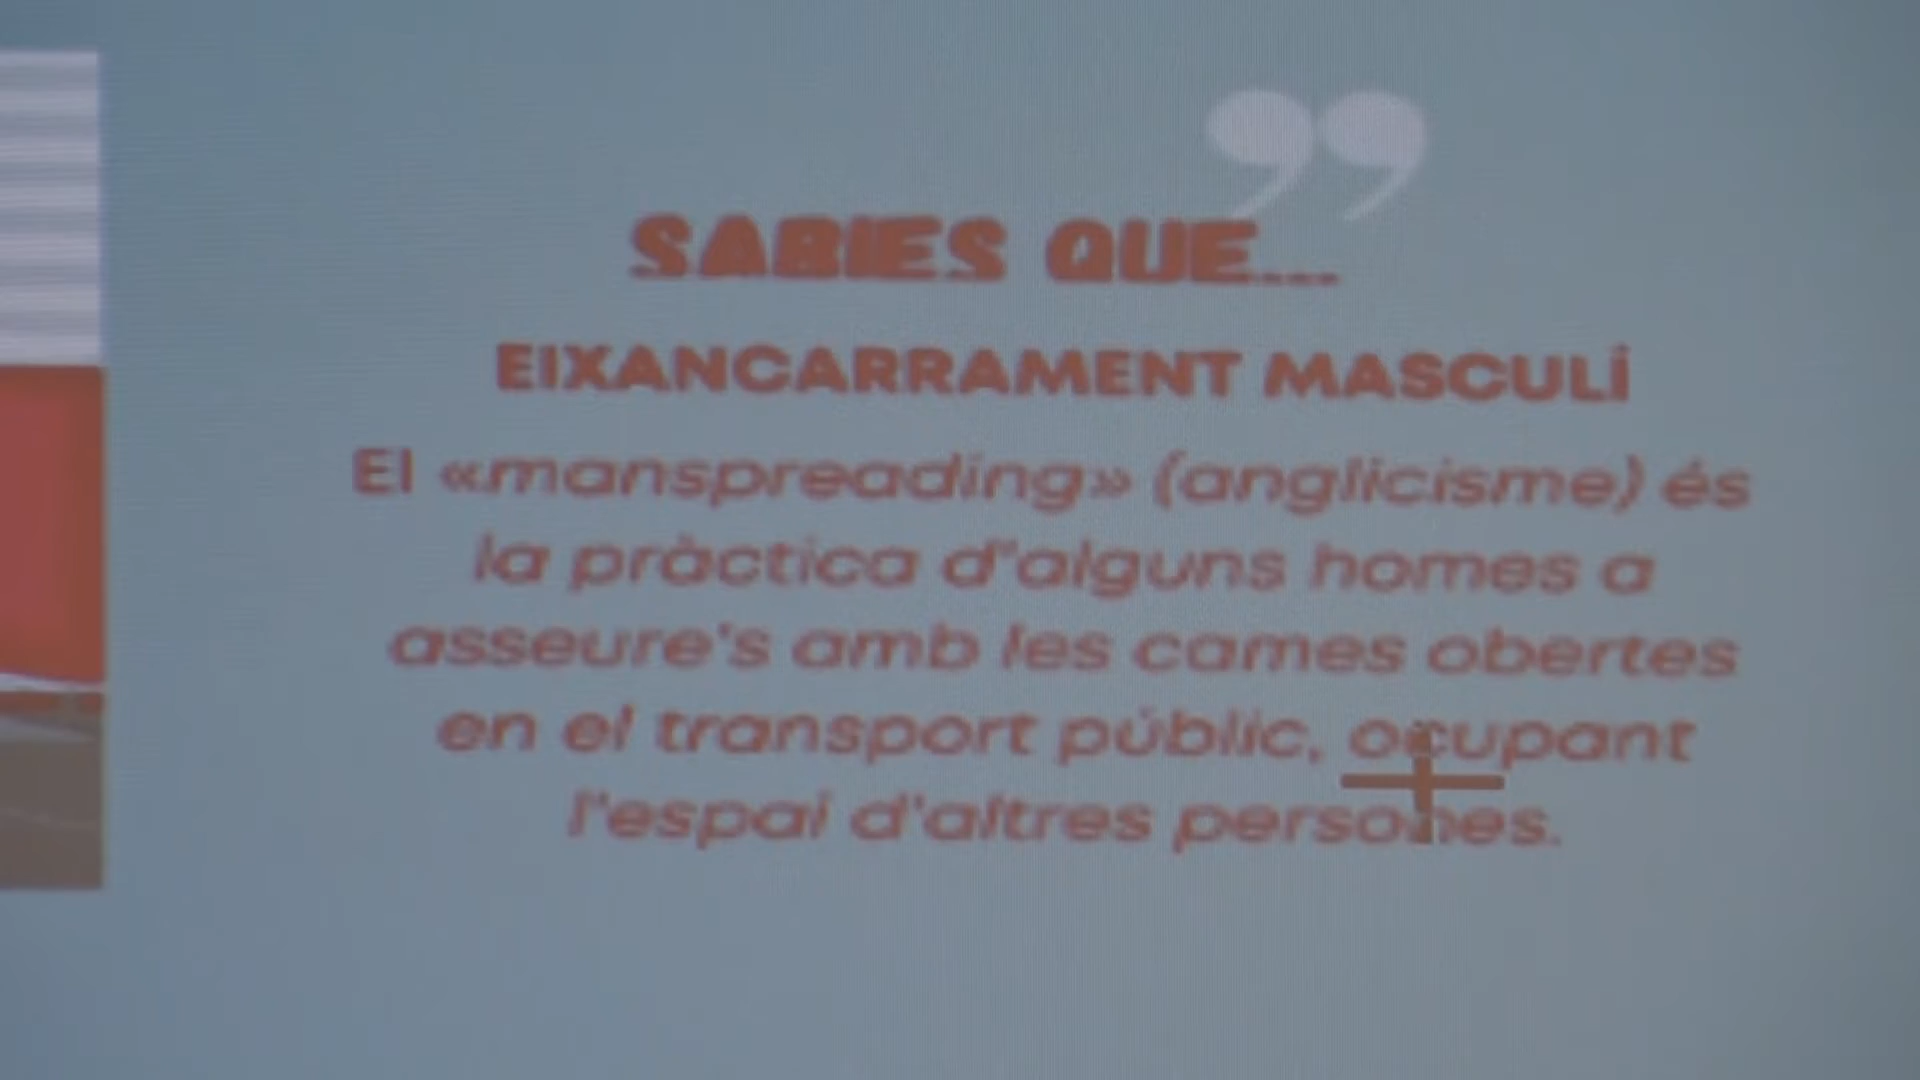 ”
SABIES QUE...
EIXANCARRAMENT MASCULÍ
El «manspreading» (anglicisme) és
la pràctica d'alguns homes a
asseure's amb les cames obertes
en el transport públic, ocupant
l'espai d'altres persones.